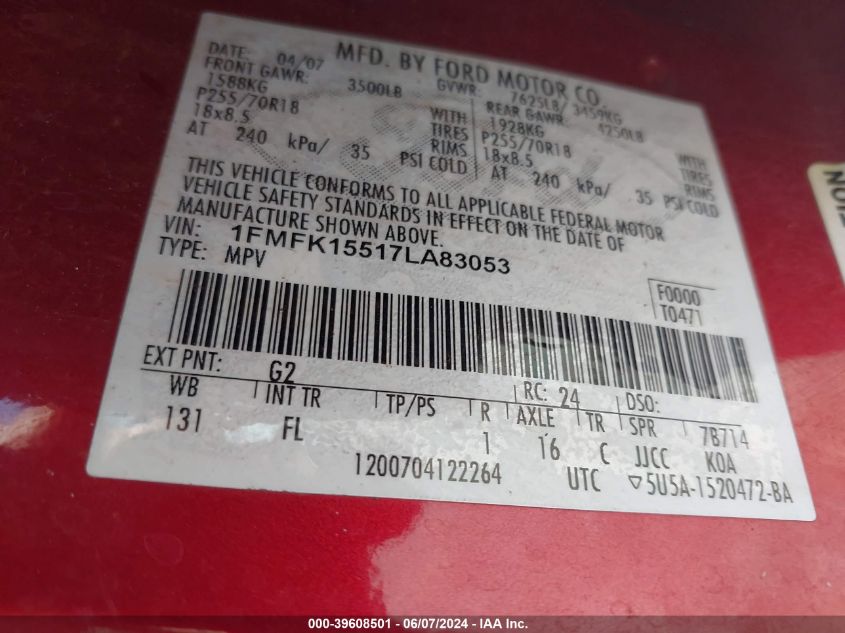 MFD. BY FORD MOTOR CO.
DATE: 04/07 GVWR: 7625LB/ 3459KG
FRONT GAWR: 3500LB REAR GAWR: 4250LB
1588KG WITH 1928KG WITH
P255/70R18 TIRES P255/70R18 TIRES
18x8.5 RIMS 18x8.5 RIMS
AT 240 kPa/ 35 PSI COLD AT 240 kPa/ 35 PSI COLD
THIS VEHICLE CONFORMS TO ALL APPLICABLE FEDERAL MOTOR
VEHICLE SAFETY STANDARDS IN EFFECT ON THE DATE OF
MANUFACTURE SHOWN ABOVE.
VIN: 1FMFK15517LA83053
TYPE: MPV
F0000
T0471
EXT PNT: G2 RC: 24 DSO:
WB INT TR TP/PS R AXLE TR SPR 7B714
131 FL 1 16 C JJCC KOA
1200704122264 UTC ▽5U5A-1520472-BA
000-39608501 - 06/07/2024 - IAA Inc.